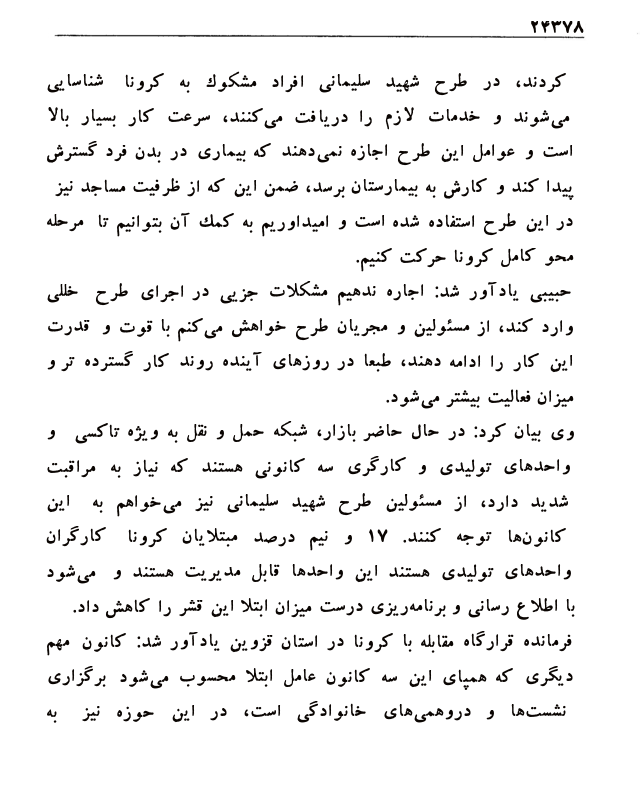 ۲۴۳۷۸
کردند، در طرح شهید سلیمانی افراد مشکوك به کرونا شناسایی
می‌شوند و خدمات لازم را دریافت می‌کنند، سرعت کار بسیار بالا
است و عوامل این طرح اجازه نمی‌دهند که بیماری در بدن فرد گسترش
پیدا کند و کارش به بیمارستان برسد، ضمن این که از ظرفیت مساجد نیز
در این طرح استفاده شده است و امیداوریم به کمك آن بتوانیم تا مرحله
محو کامل کرونا حرکت کنیم.
حبیبی یادآور شد: اجاره ندهیم مشکلات جزیی در اجرای طرح خللی
وارد کند، از مسئولین و مجریان طرح خواهش می‌کنم با قوت و قدرت
این کار را ادامه دهند، طبعا در روزهای آینده روند کار گسترده تر و
میزان فعالیت بیشتر می‌شود.
وی بیان کرد: در حال حاضر بازار، شبکه حمل و نقل به ویژه تاکسی و
واحدهای تولیدی و کارگری سه کانونی هستند که نیاز به مراقبت
شدید دارد، از مسئولین طرح شهید سلیمانی نیز می‌خواهم به این
کانون‌ها توجه کنند. ۱۷ و نیم درصد مبتلایان کرونا کارگران
واحدهای تولیدی هستند این واحدها قابل مدیریت هستند و می‌شود
با اطلاع رسانی و برنامه‌ریزی درست میزان ابتلا این قشر را کاهش داد.
فرمانده قرارگاه مقابله با کرونا در استان قزوین یادآور شد: کانون مهم
دیگری که همپای این سه کانون عامل ابتلا محسوب می‌شود برگزاری
نشست‌ها و دروهمی‌های خانوادگی است، در این حوزه نیز به